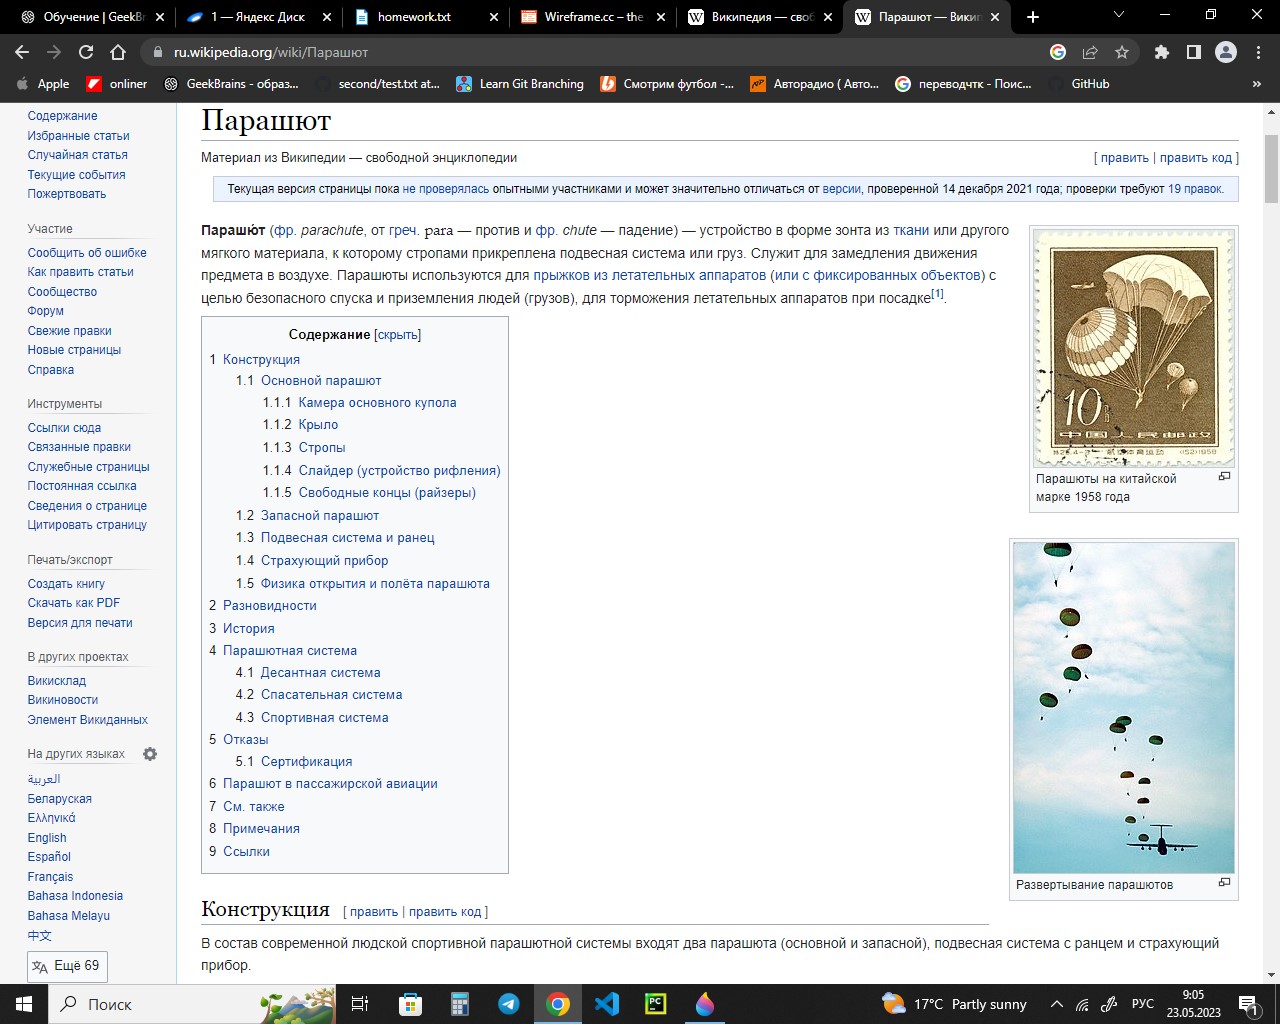 Обучение | GeekB
1 — Яндекс Диск
homework.txt
Wireframe.cc – the
Википедия — своб
Парашют — Викип
ru.wikipedia.org/wiki/Парашют
Apple
onliner
GeekBrains - образ...
second/test.txt at...
Learn Git Branching
Смотрим футбол -...
Авторадио ( Авто...
переводчтк - Поис...
GitHub
»
Содержание
Избранные статьи
Случайная статья
Текущие события
Пожертвовать
Участие
Сообщить об ошибке
Как править статьи
Сообщество
Форум
Свежие правки
Новые страницы
Справка
Инструменты
Ссылки сюда
Связанные правки
Служебные страницы
Постоянная ссылка
Сведения о странице
Цитировать страницу
Печать/экспорт
Создать книгу
Скачать как PDF
Версия для печати
В других проектах
Викисклад
Викиновости
Элемент Викиданных
На других языках
العربية
Беларуская
Ελληνικά
English
Español
Français
Bahasa Indonesia
Bahasa Melayu
中文
Ещё 69
Парашют
Материал из Википедии — свободной энциклопедии
[ править | править код ]
Текущая версия страницы пока не проверялась опытными участниками и может значительно отличаться от версии, проверенной 14 декабря 2021 года; проверки требуют 19 правок.
Парашю́т (фр. parachute, от греч. para — против и фр. chute — падение) — устройство в форме зонта из ткани или другого
мягкого материала, к которому стропами прикреплена подвесная система или груз. Служит для замедления движения
предмета в воздухе. Парашюты используются для прыжков из летательных аппаратов (или с фиксированных объектов) с
целью безопасного спуска и приземления людей (грузов), для торможения летательных аппаратов при посадке[1].
Содержание [скрыть]
1 Конструкция
1.1 Основной парашют
1.1.1 Камера основного купола
1.1.2 Крыло
1.1.3 Стропы
1.1.4 Слайдер (устройство рифления)
1.1.5 Свободные концы (райзеры)
1.2 Запасной парашют
1.3 Подвесная система и ранец
1.4 Страхующий прибор
1.5 Физика открытия и полёта парашюта
2 Разновидности
3 История
4 Парашютная система
4.1 Десантная система
4.2 Спасательная система
4.3 Спортивная система
5 Отказы
5.1 Сертификация
6 Парашют в пассажирской авиации
7 См. также
8 Примечания
9 Ссылки
10
中国人民邮政
1958
Парашюты на китайской
марке 1958 года
Развертывание парашютов
Конструкция [ править | править код ]
В состав современной людской спортивной парашютной системы входят два парашюта (основной и запасной), подвесная система с ранцем и страхующий
прибор.
Поиск
17°C Partly sunny
РУС
9:05
23.05.2023
1